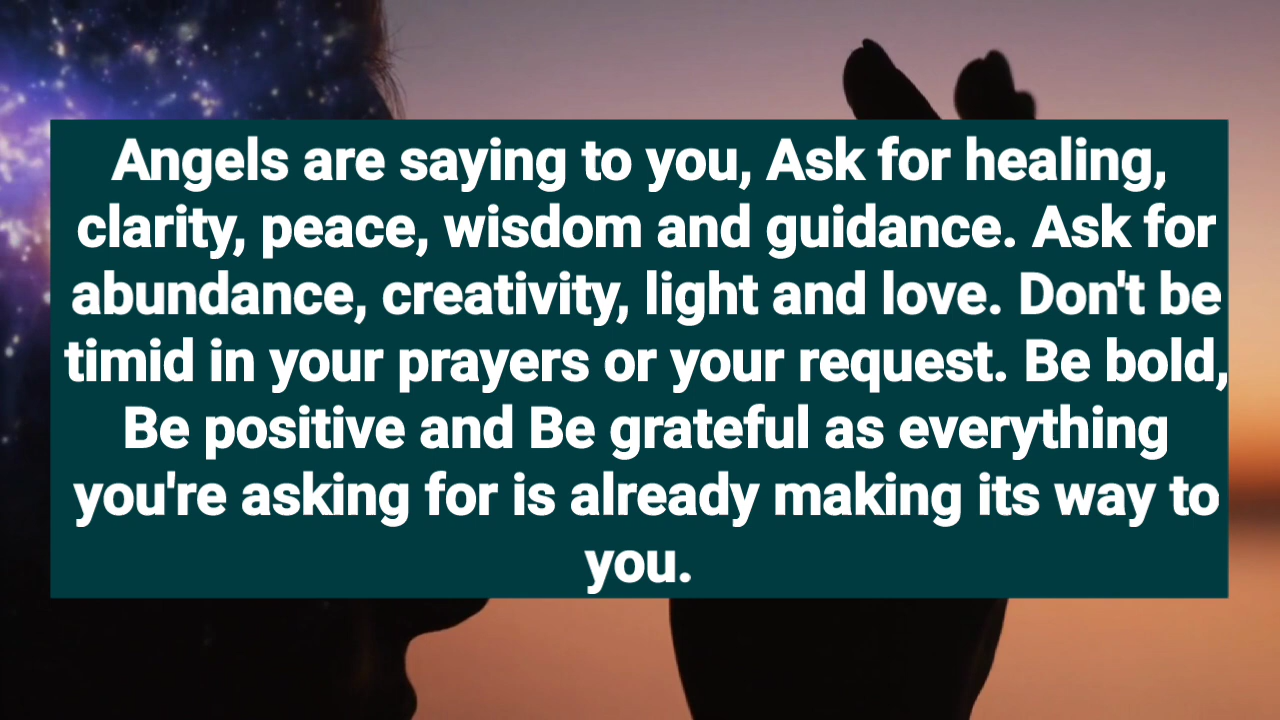 Angels are saying to you, Ask for healing,
clarity, peace, wisdom and guidance. Ask for
abundance, creativity, light and love. Don't be
timid in your prayers or your request. Be bold,
Be positive and Be grateful as everything
you're asking for is already making its way to
you.